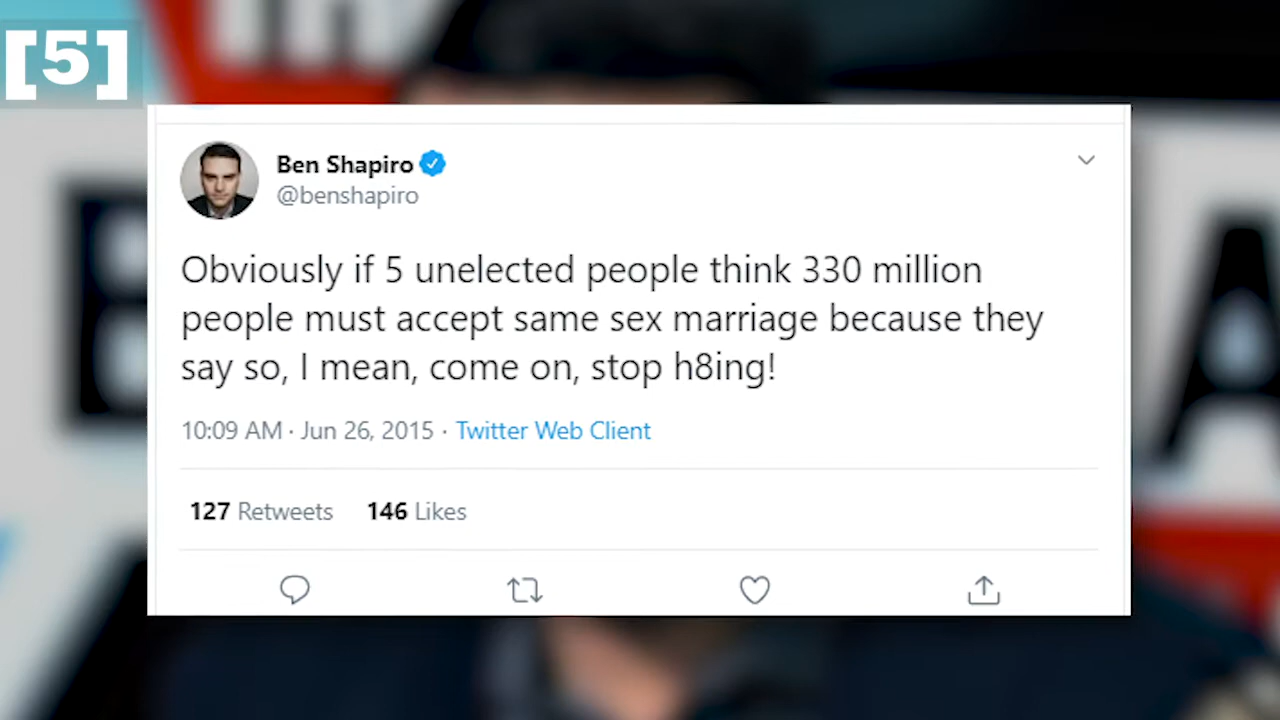 [5]
Ben Shapiro
@benshapiro
Obviously if 5 unelected people think 330 million
people must accept same sex marriage because they
say so, I mean, come on, stop h8ing!
10:09 AM · Jun 26, 2015 · Twitter Web Client
127 Retweets 146 Likes